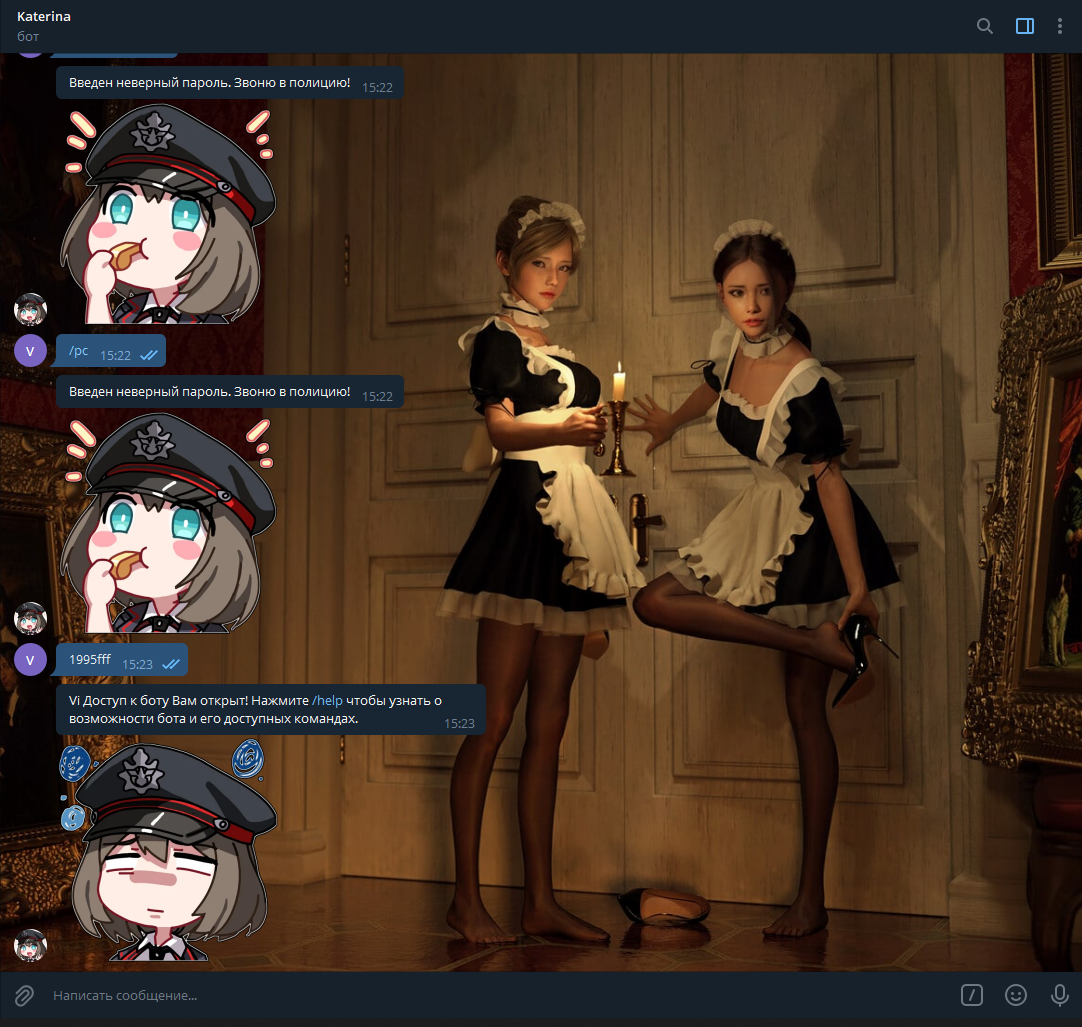 Katerina
бот
Введен неверный пароль. Звоню в полицию! 15:22
V
/pc 15:22
Введен неверный пароль. Звоню в полицию! 15:22
V
1995fff 15:23
Vi Доступ к боту Вам открыт! Нажмите /help чтобы узнать о
возможности бота и его доступных командах. 15:23
Написать сообщение...